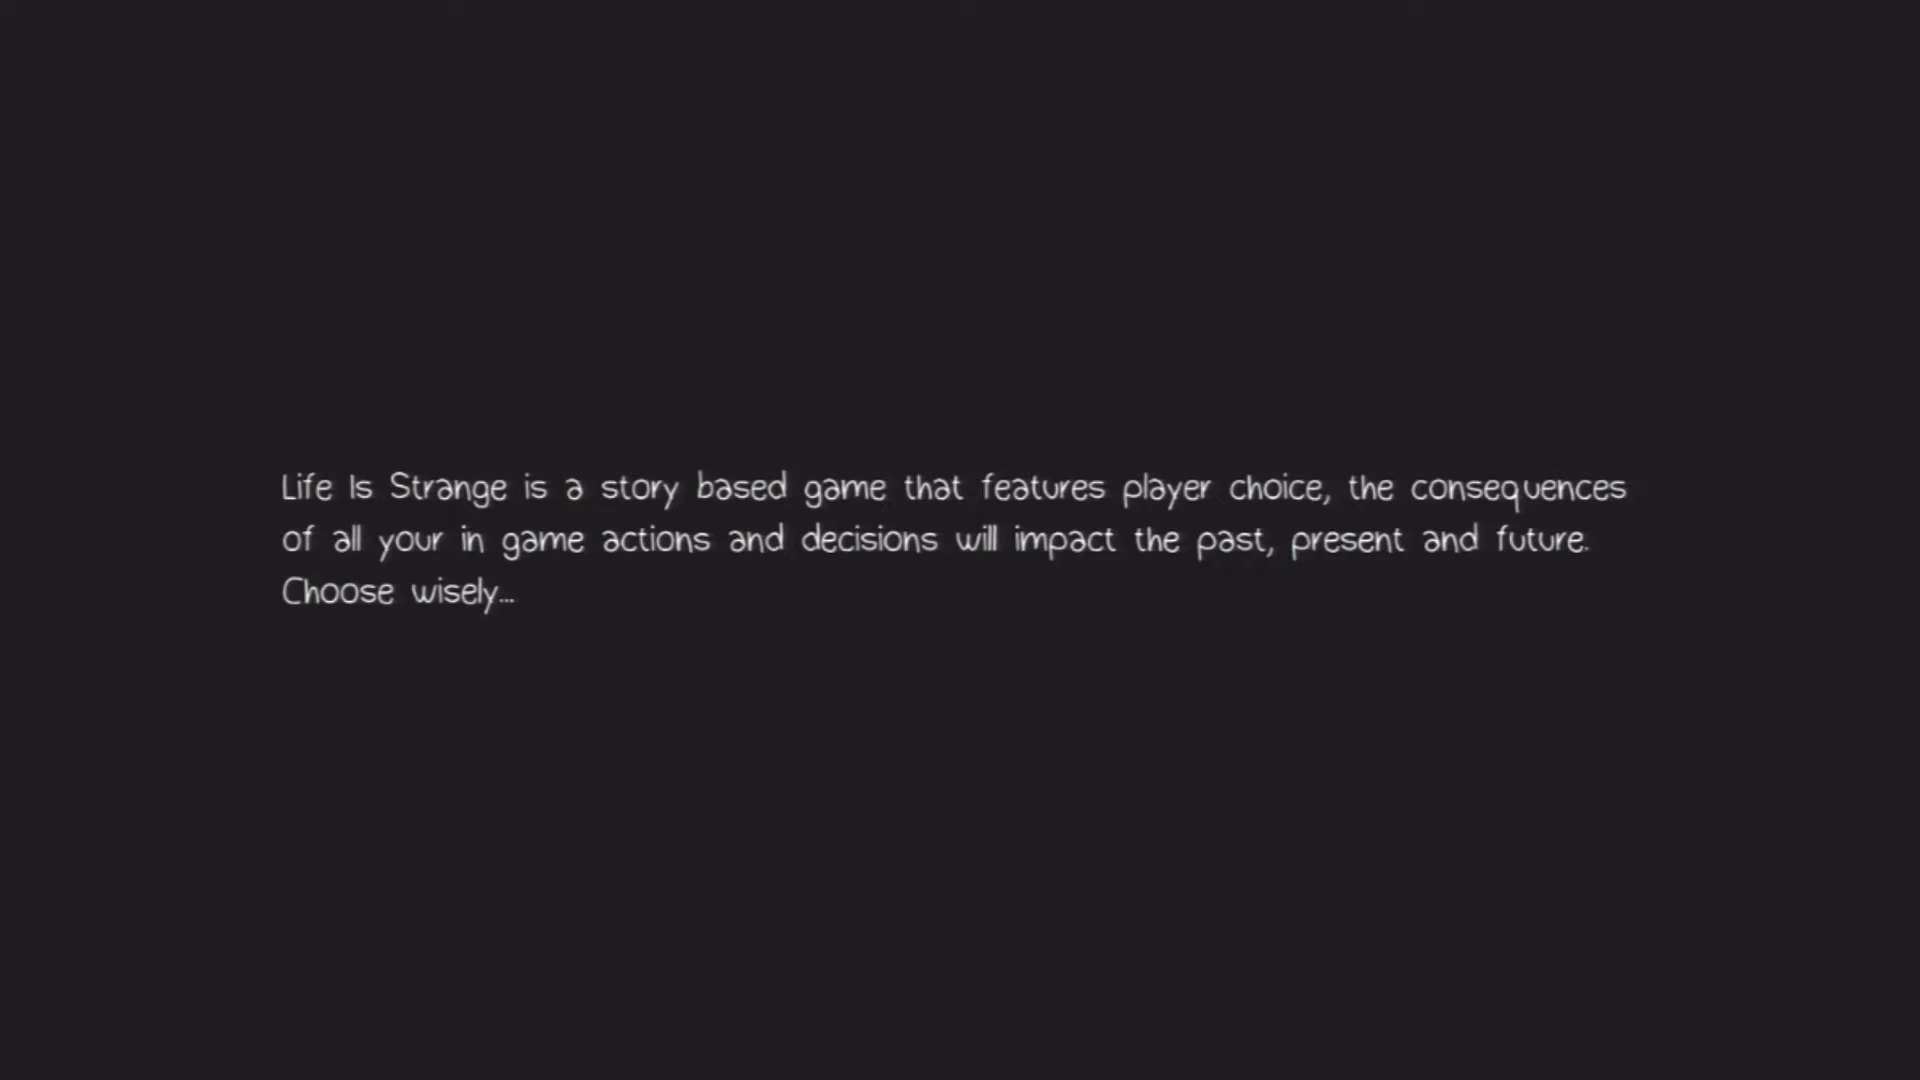 Life Is Strange is a story based game that features player choice, the consequences
of all your in game actions and decisions will impact the past, present and future.
Choose wisely...